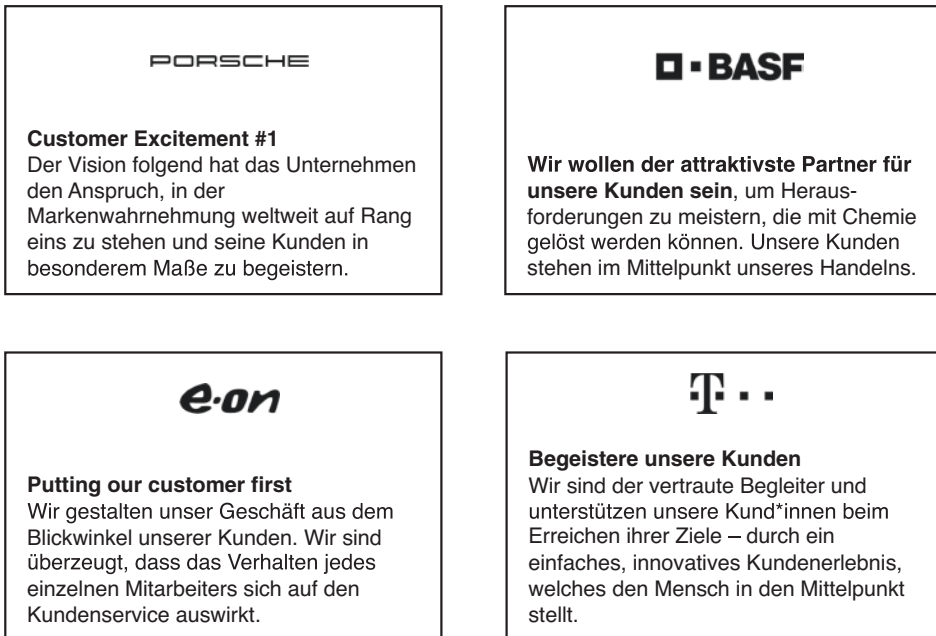 PORSCHE
Customer Excitement #1
Der Vision folgend hat das Unternehmen
den Anspruch, in der
Markenwahrnehmung weltweit auf Rang
eins zu stehen und seine Kunden in
besonderem Maße zu begeistern.
BASF
Wir wollen der attraktivste Partner für
unsere Kunden sein, um Heraus-
forderungen zu meistern, die mit Chemie
gelöst werden können. Unsere Kunden
stehen im Mittelpunkt unseres Handelns.
e·on
Putting our customer first
Wir gestalten unser Geschäft aus dem
Blickwinkel unserer Kunden. Wir sind
überzeugt, dass das Verhalten jedes
einzelnen Mitarbeiters sich auf den
Kundenservice auswirkt.
T
Begeistere unsere Kunden
Wir sind der vertraute Begleiter und
unterstützen unsere Kund*innen beim
Erreichen ihrer Ziele – durch ein
einfaches, innovatives Kundenerlebnis,
welches den Mensch in den Mittelpunkt
stellt.